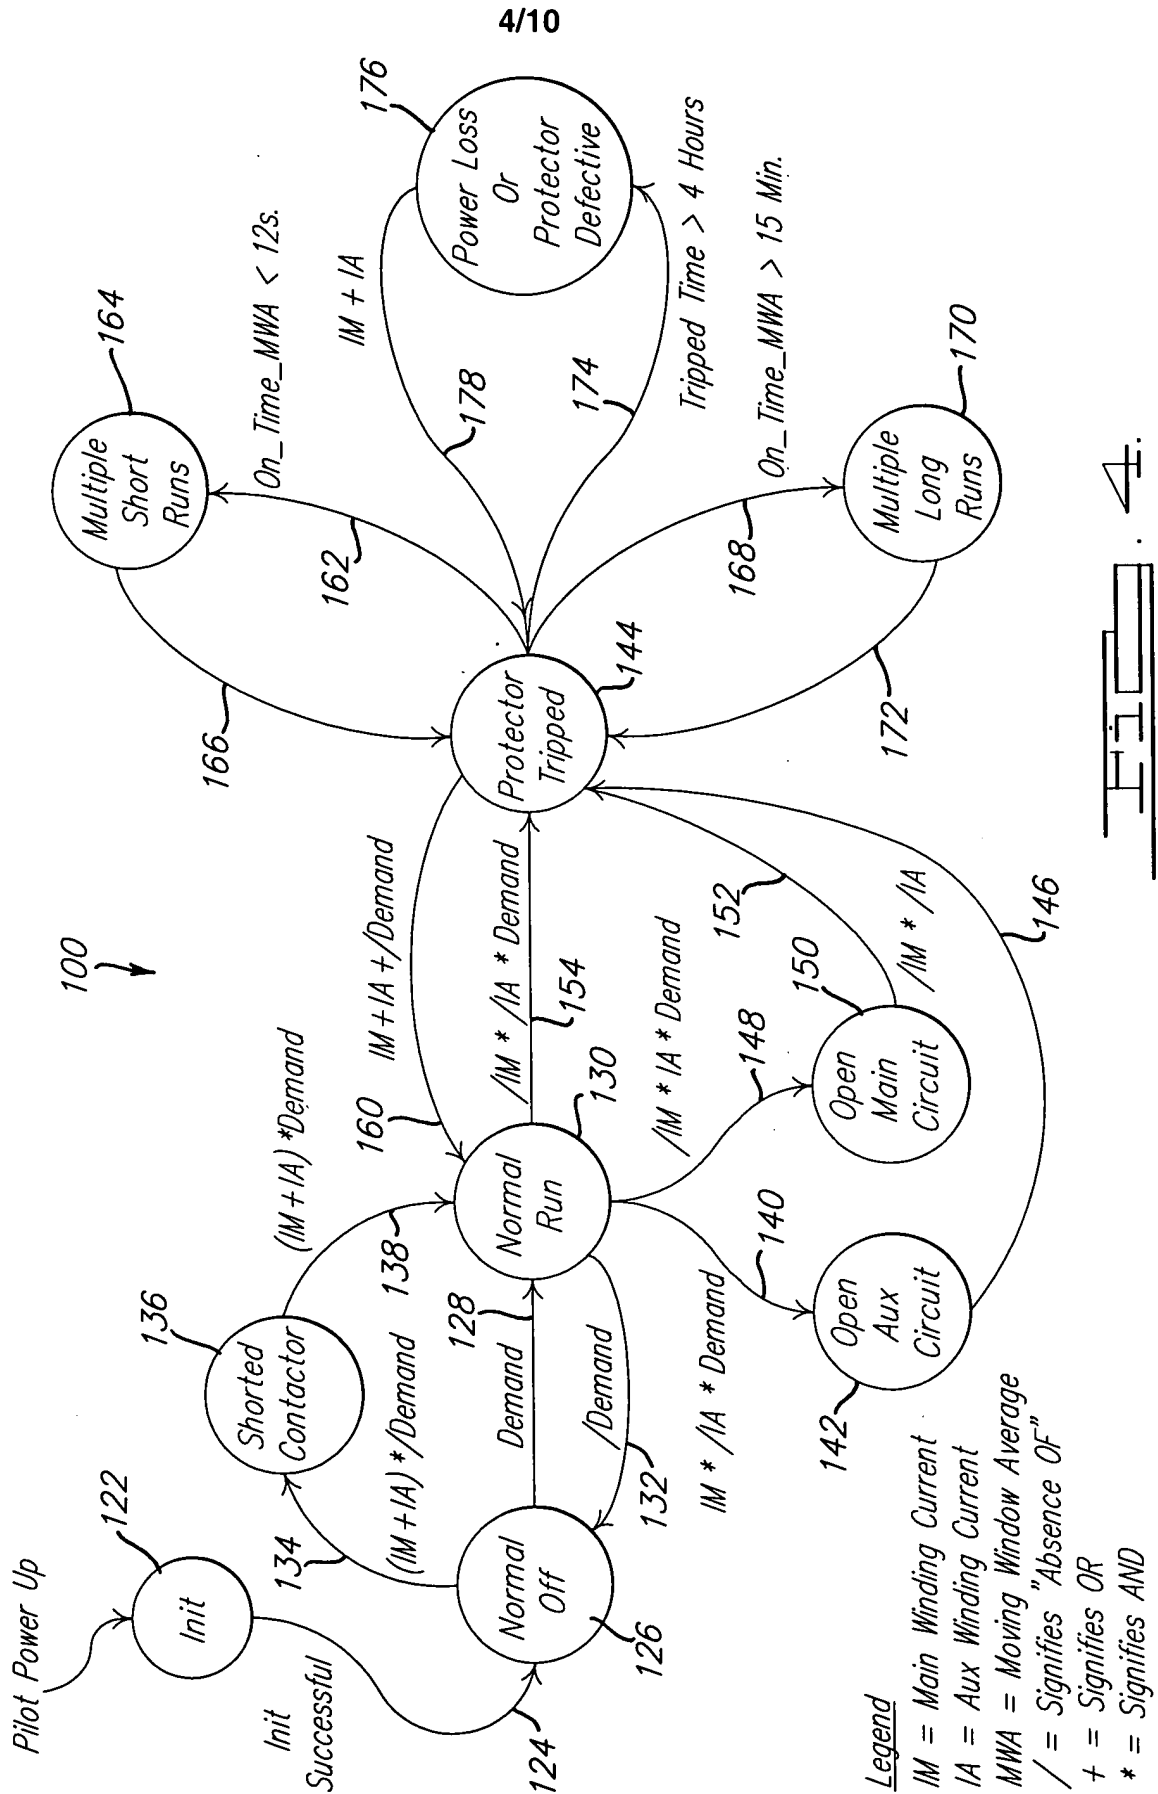 4/10
100
Pilot Power Up
122
Init
Init
Successful
124
Normal
Off
126
134
(IM + IA) */Demand
Shorted
Contactor
136
(IM + IA) *Demand
138
Demand
128
/Demand
132
Normal
Run
130
160
IM + IA + /Demand
/IM * /IA * Demand
154
/IM * IA * Demand
148
140
IM * /IA * Demand
Open
Aux
Circuit
142
Open
Main
Circuit
150
152
/IM * /IA
146
Protector
Tripped
144
166
162
Multiple
Short
Runs
164
On_Time_MWA < 12s.
IM + IA
178
174
Power Loss
Or
Protector
Defective
176
Tripped Time > 4 Hours
On_Time_MWA > 15 Min.
168
172
Multiple
Long
Runs
170
Legend
IM = Main Winding Current
IA = Aux Winding Current
MWA = Moving Window Average
/ = Signifies "Absence OF"
+ = Signifies OR
* = Signifies AND
Fig. 4.